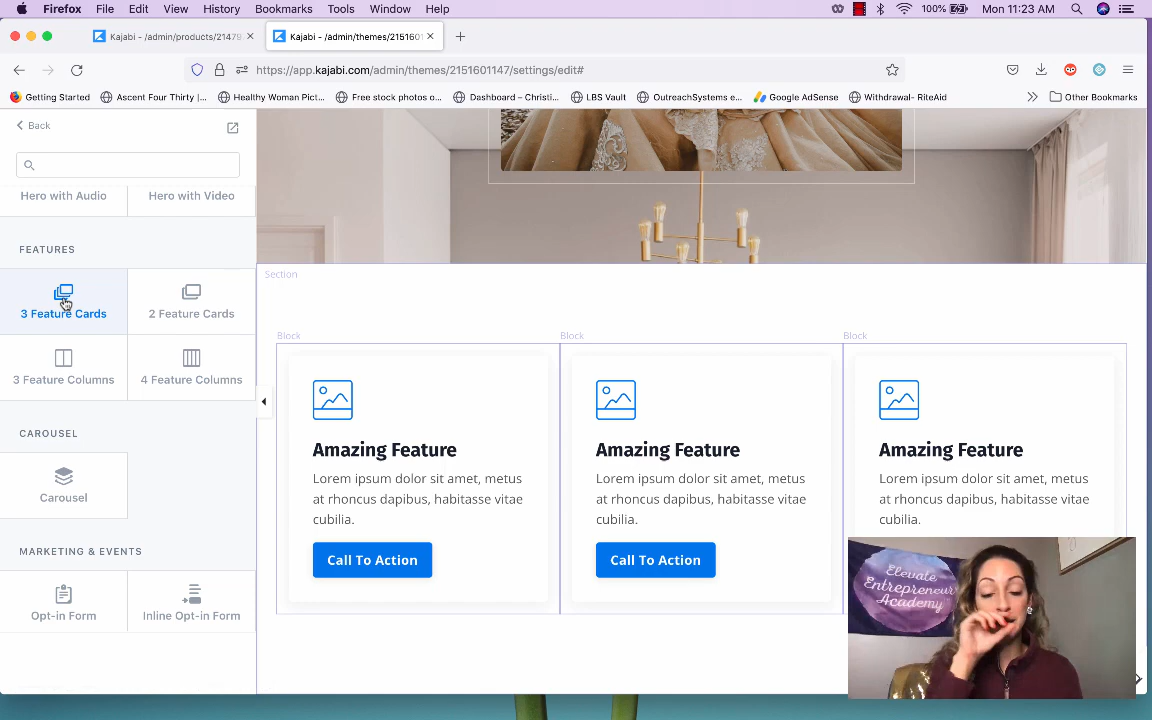 Firefox File Edit View History Bookmarks Tools Window Help 100% Mon 11:23 AM
Kajabi - /admin/products/21479 Kajabi - /admin/themes/2151601
https://app.kajabi.com/admin/themes/2151601147/settings/edit#
Getting Started Ascent Four Thirty |... Healthy Woman Pict... Free stock photos o... Dashboard – Christi... LBS Vault OutreachSystems e... Google AdSense Withdrawal- RiteAid Other Bookmarks
Back
Hero with Audio Hero with Video
FEATURES
3 Feature Cards 2 Feature Cards
3 Feature Columns 4 Feature Columns
CAROUSEL
Carousel
MARKETING & EVENTS
Opt-in Form Inline Opt-in Form
Section
Block Block Block
Amazing Feature
Lorem ipsum dolor sit amet, metus
at rhoncus dapibus, habitasse vitae
cubilia.
Call To Action
Amazing Feature
Lorem ipsum dolor sit amet, metus
at rhoncus dapibus, habitasse vitae
cubilia.
Call To Action
Amazing Feature
Lorem ipsum dolor sit amet, metus
at rhoncus dapibus, habitasse vitae
cubilia.
Elevate
Entrepreneur
Academy